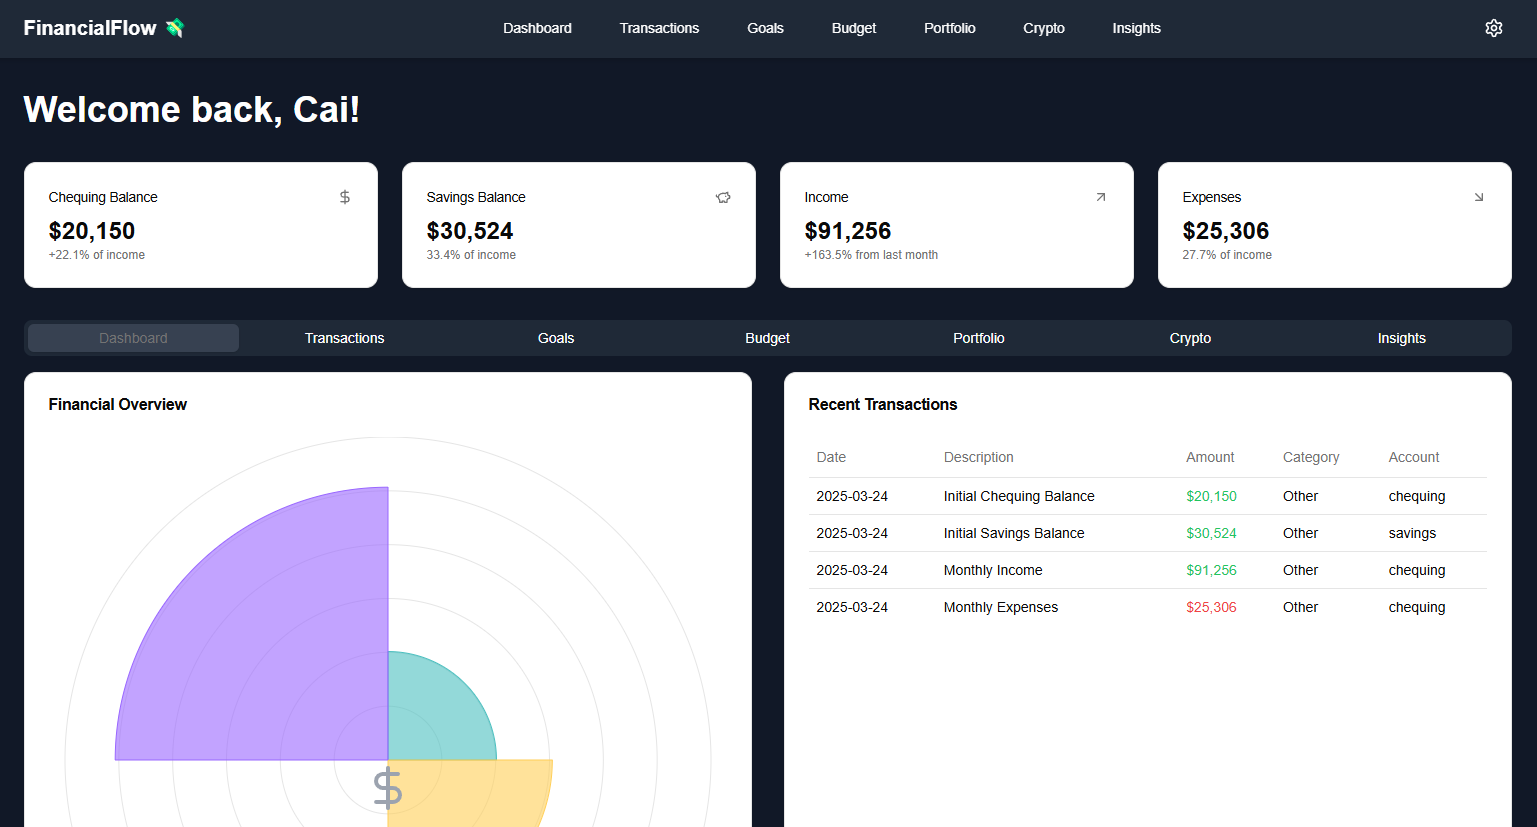 FinancialFlow 💸
Dashboard Transactions Goals Budget Portfolio Crypto Insights
Welcome back, Cai!
Chequing Balance $
$20,150
+22.1% of income
Savings Balance
$30,524
33.4% of income
Income
$91,256
+163.5% from last month
Expenses
$25,306
27.7% of income
Dashboard Transactions Goals Budget Portfolio Crypto Insights
Financial Overview
$
Recent Transactions
Date Description Amount Category Account
2025-03-24 Initial Chequing Balance $20,150 Other chequing
2025-03-24 Initial Savings Balance $30,524 Other savings
2025-03-24 Monthly Income $91,256 Other chequing
2025-03-24 Monthly Expenses $25,306 Other chequing